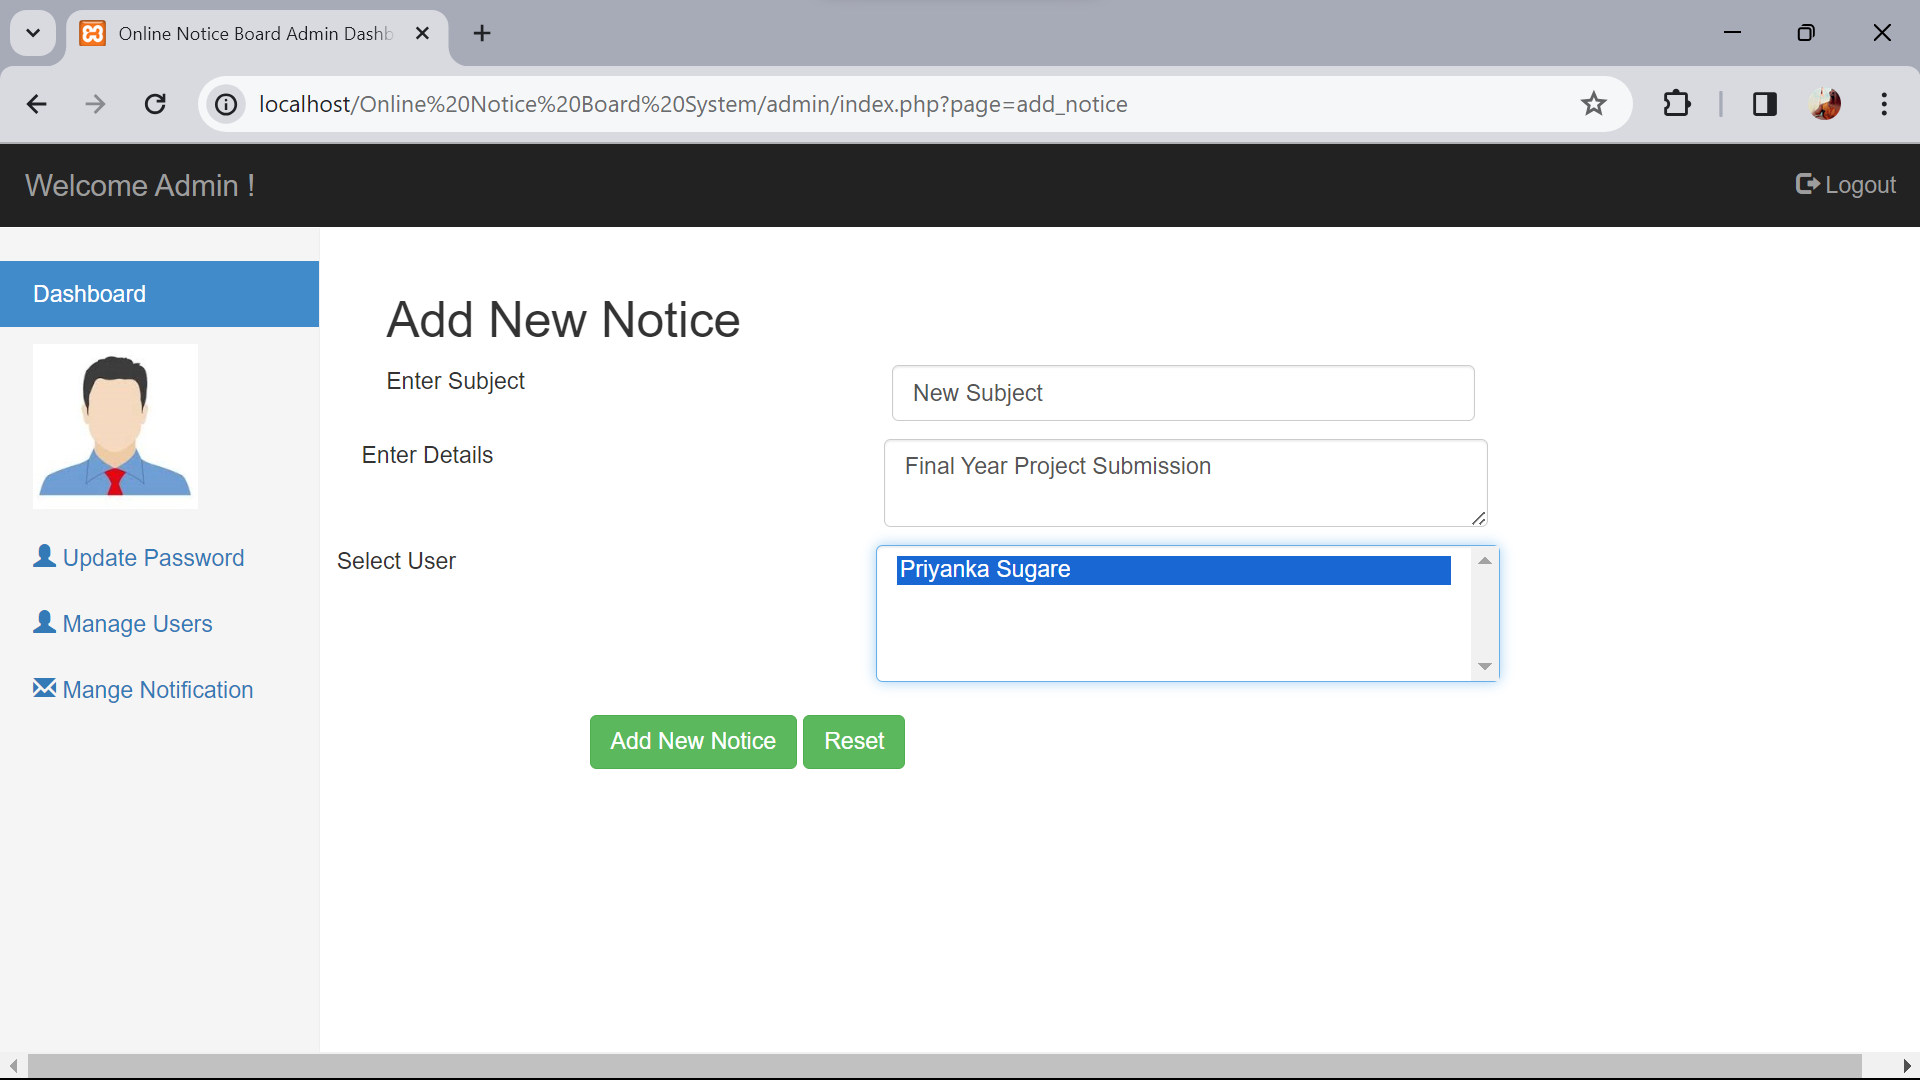 Online Notice Board Admin Dashb
localhost/Online%20Notice%20Board%20System/admin/index.php?page=add_notice
Welcome Admin !
Logout
Dashboard
Add New Notice
Enter Subject
New Subject
Enter Details
Final Year Project Submission
Select User
Priyanka Sugare
Update Password
Manage Users
Mange Notification
Add New Notice
Reset